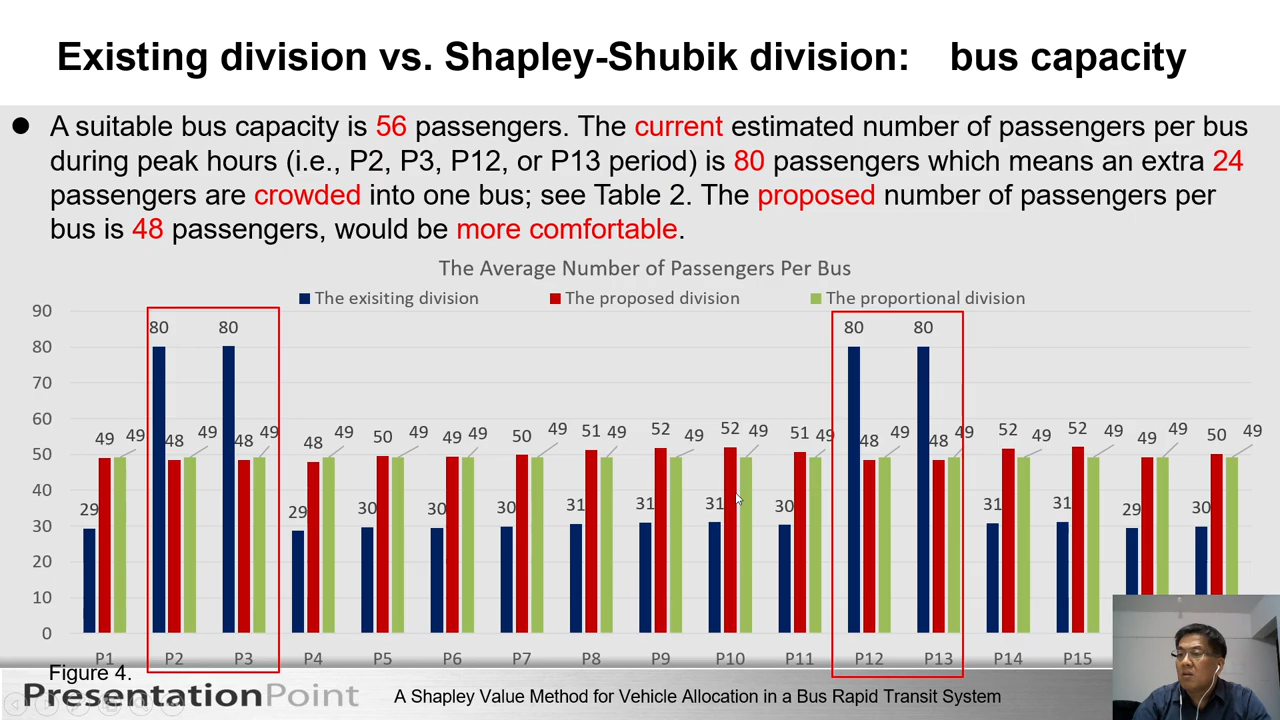 Existing division vs. Shapley-Shubik division: bus capacity
● A suitable bus capacity is 56 passengers. The current estimated number of passengers per bus
during peak hours (i.e., P2, P3, P12, or P13 period) is 80 passengers which means an extra 24
passengers are crowded into one bus; see Table 2. The proposed number of passengers per
bus is 48 passengers, would be more comfortable.
The Average Number of Passengers Per Bus
The exisiting division The proposed division The proportional division
90
80
70
60
50
40
30
20
10
0
29 49 49
80 48 49
80 48 49
29 48 49
30 50 49
30 49 49
30 50 49
31 51 49
31 52 49
31 52 49
30 51 49
80 48 49
80 48 49
31 52 49
31 52 49
29 49 49
30 50 49
P1 P2 P3 P4 P5 P6 P7 P8 P9 P10 P11 P12 P13 P14 P15
Figure 4.
PresentationPoint
A Shapley Value Method for Vehicle Allocation in a Bus Rapid Transit System